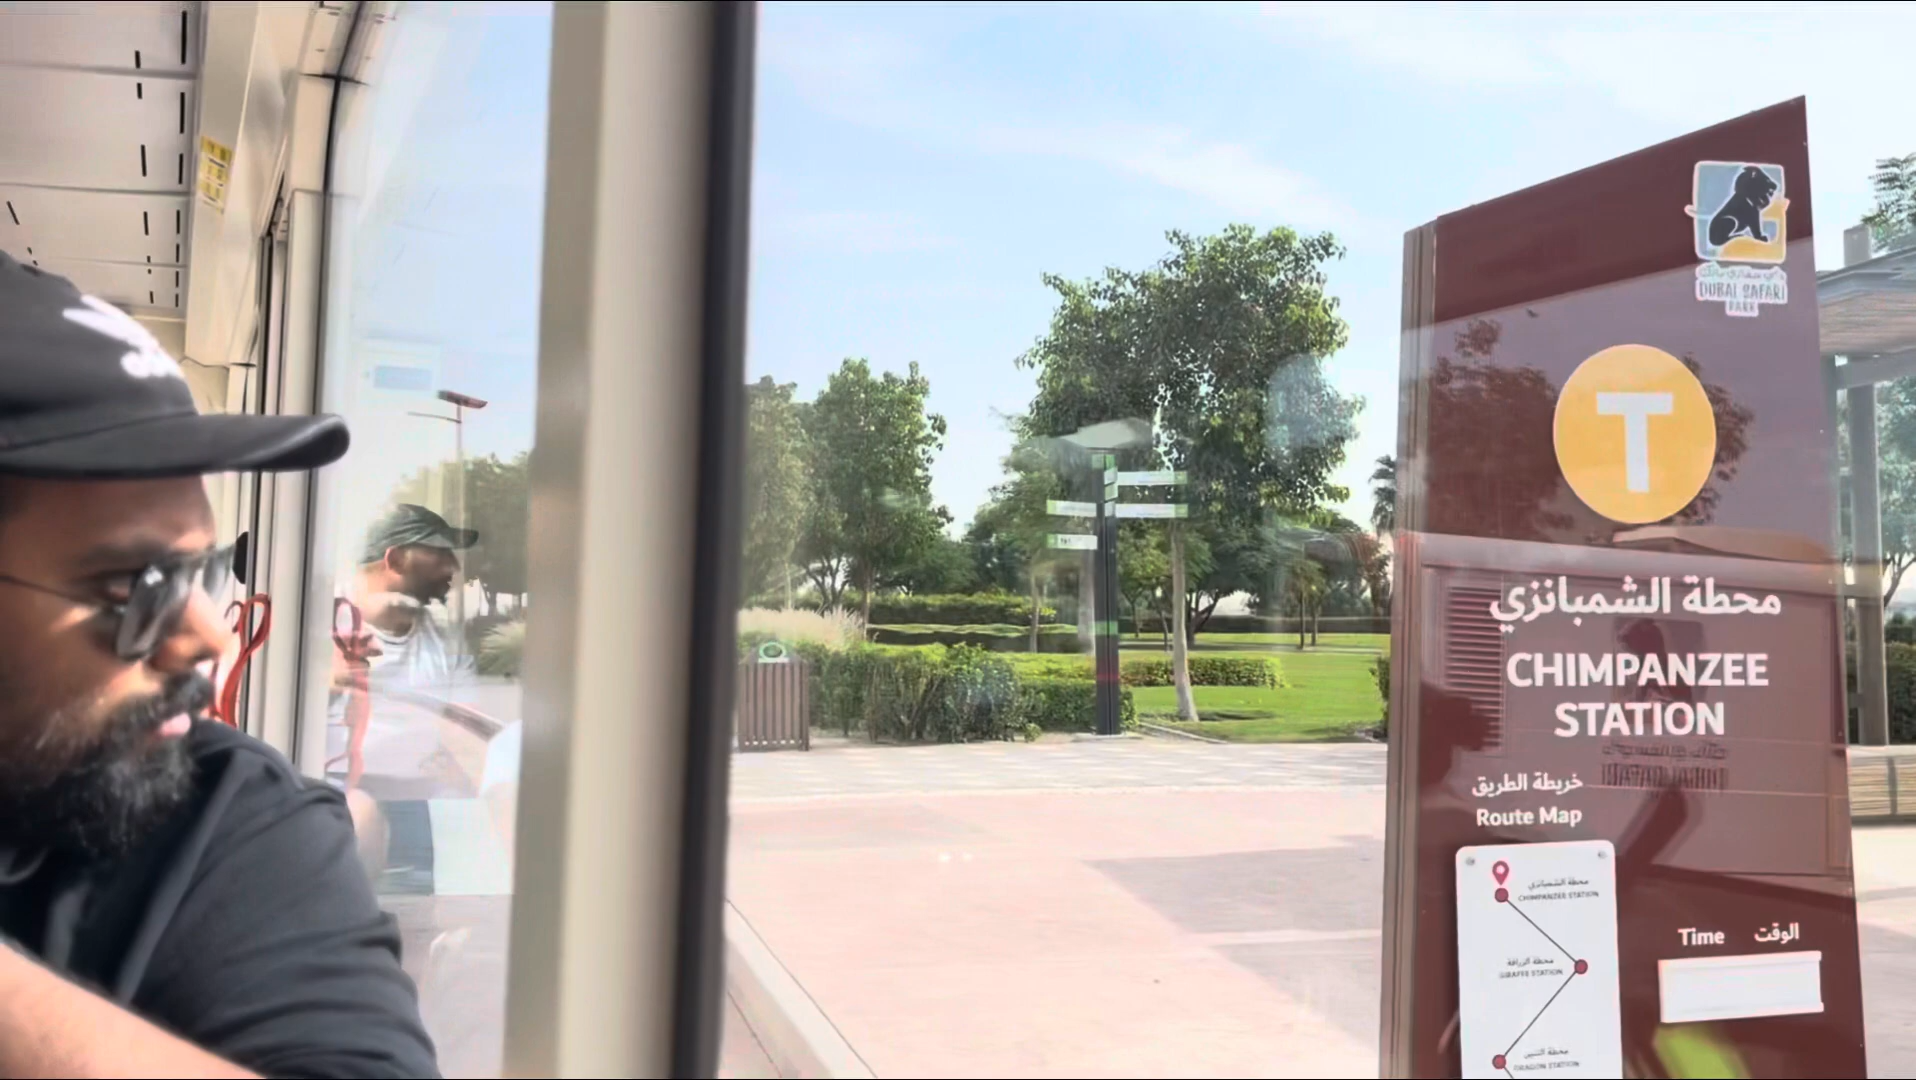 دبي سفاري بارك
DUBAI SAFARI
PARK
T
محطة الشمبانزي
CHIMPANZEE
STATION
خريطة الطريق
Route Map
محطة الشمبانزي
CHIMPANZEE STATION
محطة الزرافة
GIRAFFE STATION
محطة التنين
DRAGON STATION
Time الوقت